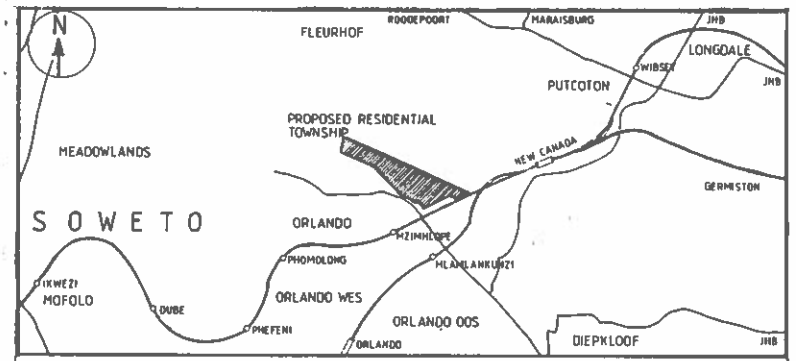 N
ROODEPOORT
MARAISBURG
JHB
FLEURHOF
LONGDALE
WIBSEY
JHB
PUTCOTON
PROPOSED RESIDENTIAL
TOWNSHIP
MEADOWLANDS
NEW CANADA
GERMISTON
SOWETO
ORLANDO
MZIMHLOPE
PHOMOLONG
MLAMLANKUNZI
IKWEZI
MOFOLO
ORLANDO WES
DUBE
PHEFENI
ORLANDO OOS
ORLANDO
DIEPKLOOF
JHB